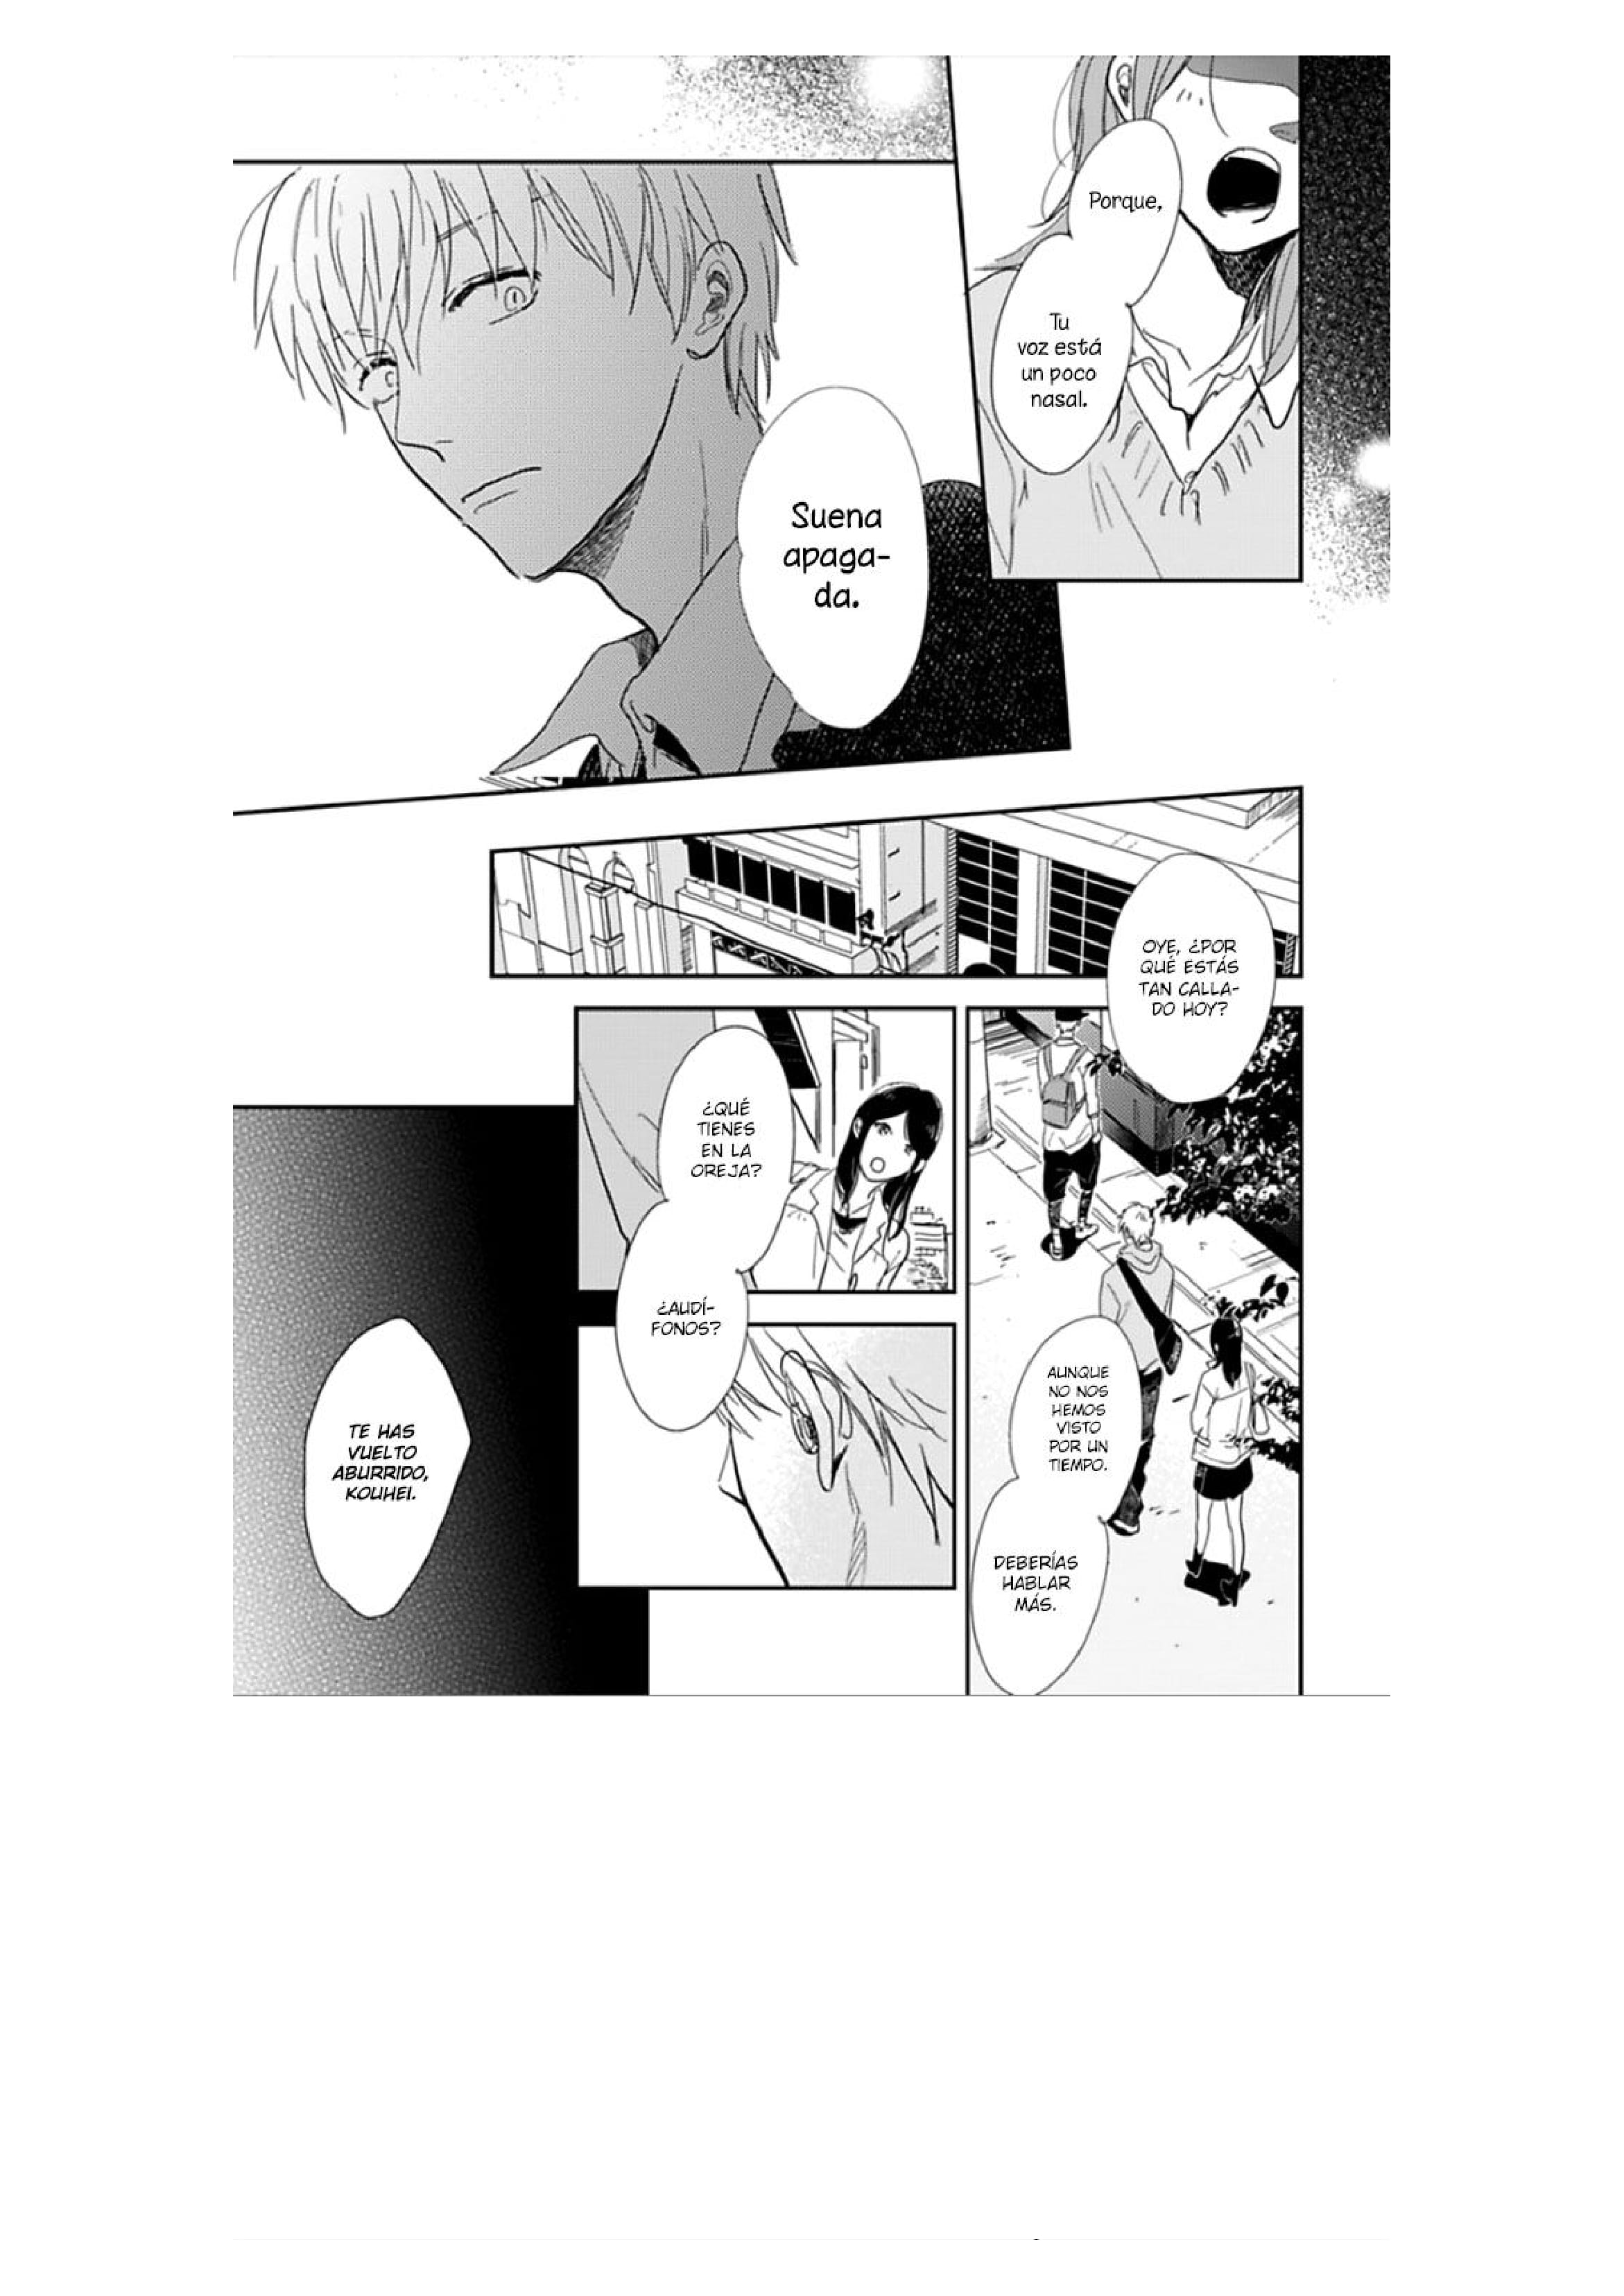 Porque,
Tu
voz está
un poco
nasal.
Suena
apaga-
da.
OYE, ¿POR
QUÉ ESTÁS
TAN CALLA-
DO HOY?
AUNQUE
NO NOS
HEMOS
VISTO
POR UN
TIEMPO.
DEBERÍAS
HABLAR
MÁS.
¿QUÉ
TIENES
EN LA
OREJA?
¿AUDÍ-
FONOS?
TE HAS
VUELTO
ABURRIDO,
KOUHEI.